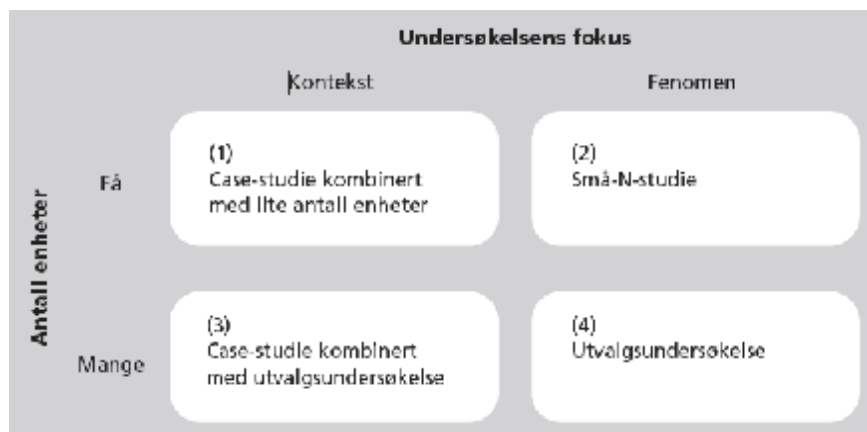 Undersøkelsens fokus
Kontekst
Fenomen
Antall enheter
Få
(1)
Case-studie kombinert
med lite antall enheter
(2)
Små-N-studie
Mange
(3)
Case-studie kombinert
med utvalgsundersøkelse
(4)
Utvalgsundersøkelse